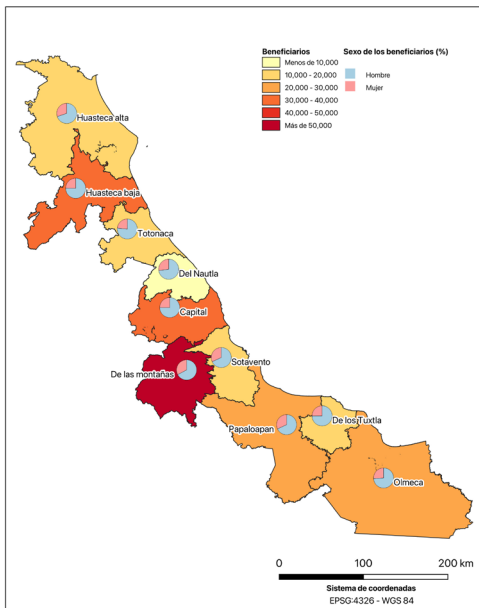 Beneficiarios
Menos de 10,000
10,000 - 20,000
20,000 - 30,000
30,000 - 40,000
40,000 - 50,000
Más de 50,000
Sexo de los beneficiarios (%)
Hombre
Mujer
Huasteca alta
Huasteca baja
Totonaca
Del Nautla
Capital
Sotavento
De las montañas
De los Tuxtla
Papaloapan
Olmeca
0 100 200 km
Sistema de coordenadas
EPSG:4326 - WGS 84